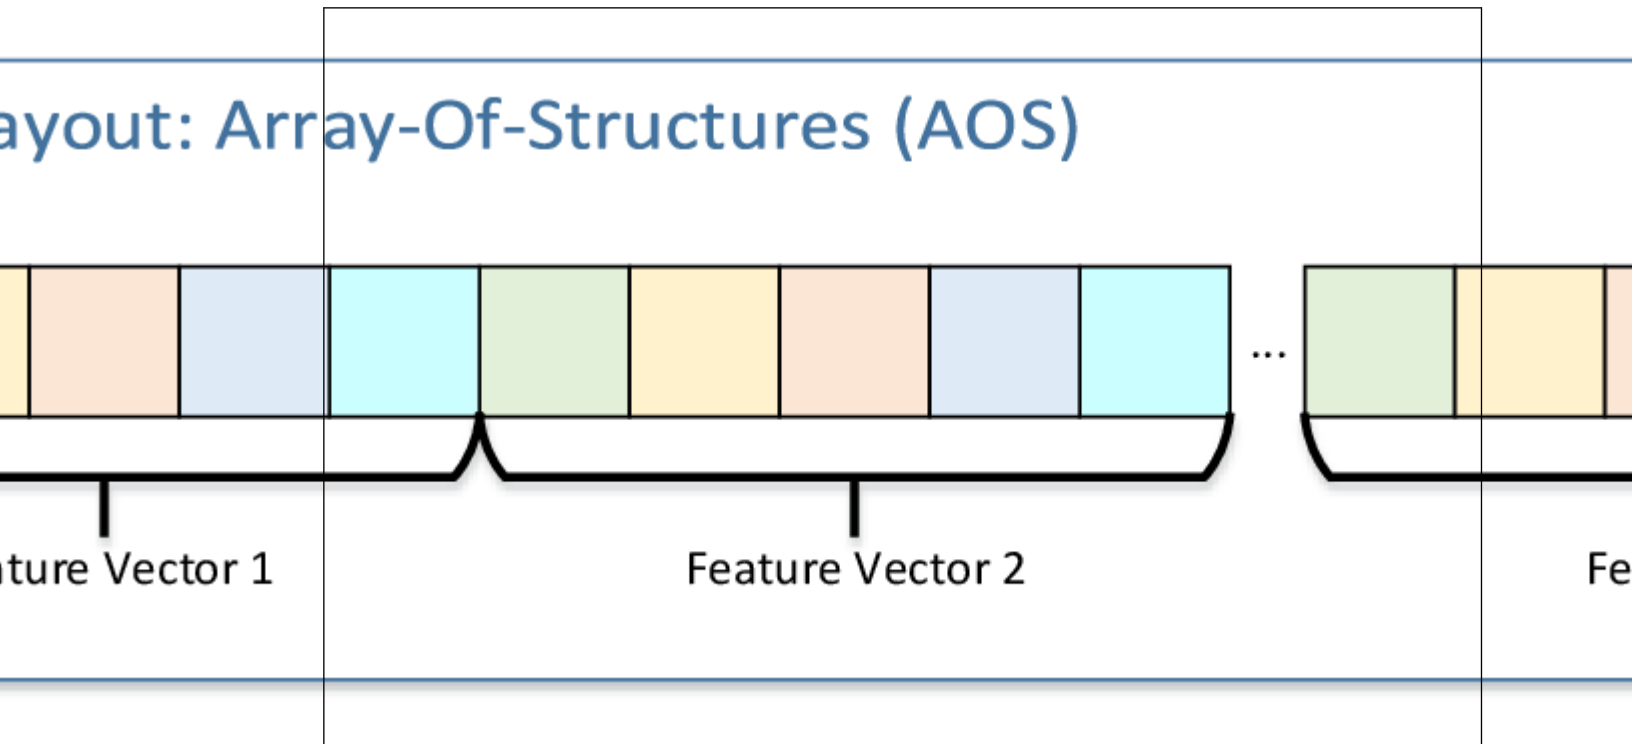 ayout: Array-Of-Structures (AOS)
...
ture Vector 1 Feature Vector 2 Fe